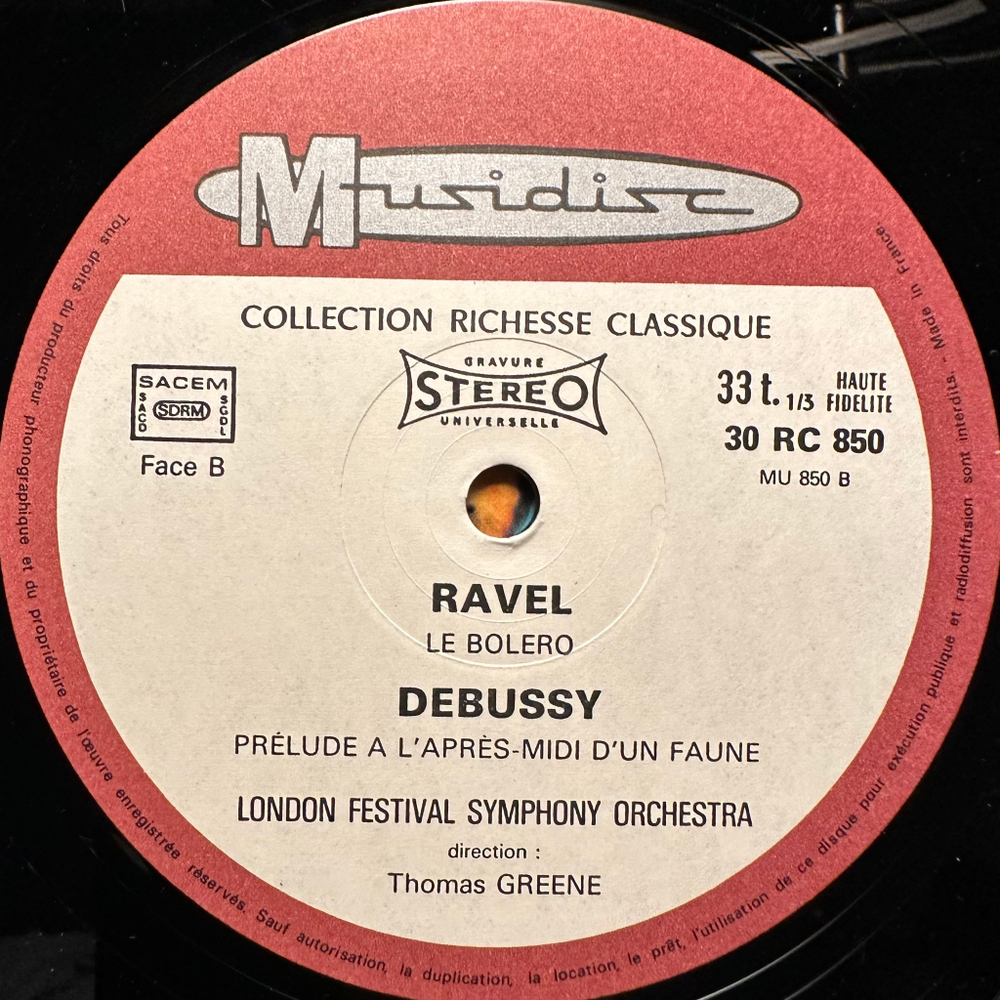 Musidisc
COLLECTION RICHESSE CLASSIQUE
SACEM
SACD
SDRM
SGDL
Face B
GRAVURE
STEREO
UNIVERSELLE
33 t. 1/3 HAUTE FIDELITE
30 RC 850
MU 850 B
RAVEL
LE BOLERO
DEBUSSY
PRÉLUDE A L'APRÈS-MIDI D'UN FAUNE
LONDON FESTIVAL SYMPHONY ORCHESTRA
direction :
Thomas GREENE
Tous droits du producteur phonographique et du propriétaire de l'œuvre enregistrée réservés. Sauf autorisation, la duplication, la location, le prêt, l'utilisation de ce disque pour exécution publique et radiodiffusion sont interdits. - Made In France.